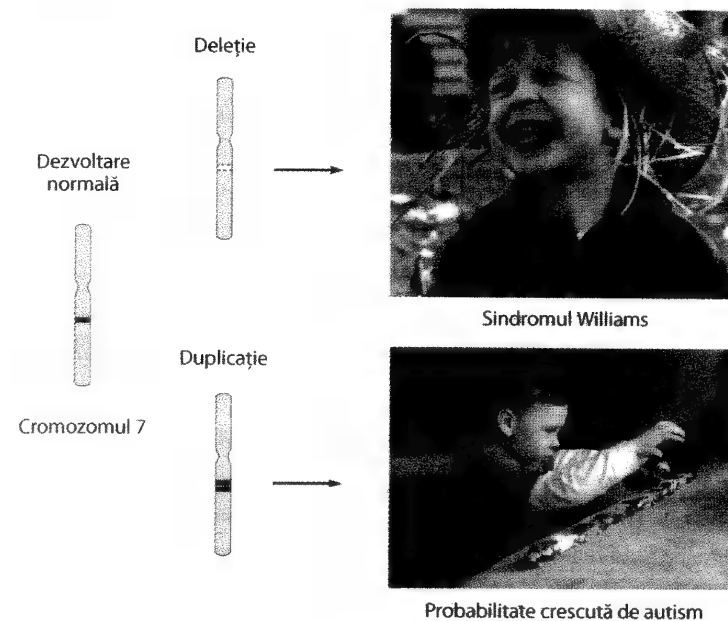 Deleție
Dezvoltare
normală
Sindromul Williams
Duplicație
Cromozomul 7
Probabilitate crescută de autism